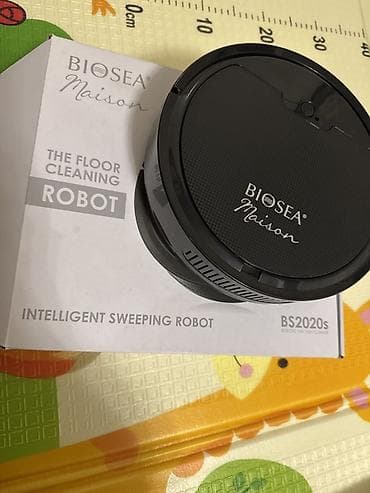 0cm 10 20 30 40
BIOSEA®
Maison
THE FLOOR
CLEANING
ROBOT
BIOSEA®
Maison
INTELLIGENT SWEEPING ROBOT
BS2020s